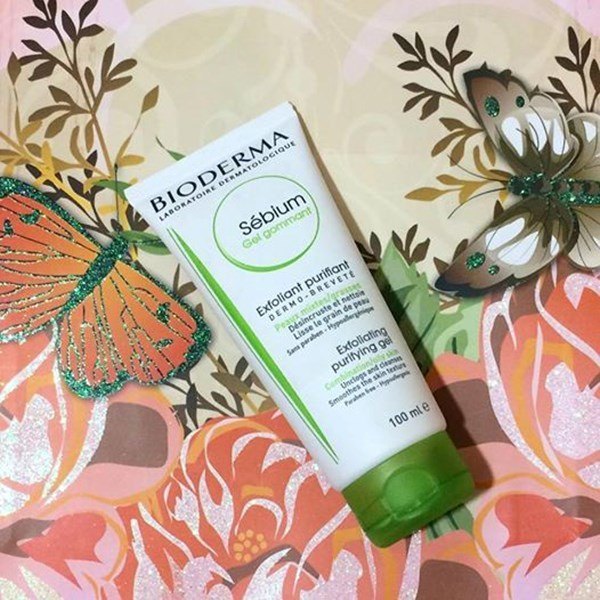 BIODERMA
LABORATOIRE DERMATOLOGIQUE
Sébium
Gel gommant
Exfoliant purifiant
DERMO-BREVETÉ
Peaux mixtes/grasses
Désincruste et nettoie
Lisse le grain de peau
Sans paraben - Hypoallergénique
Exfoliating
purifying gel
Combination/oily skin
Unclogs and cleanses
Smoothes the skin texture
Paraben free - Hypoallergenic
100 ml ℮